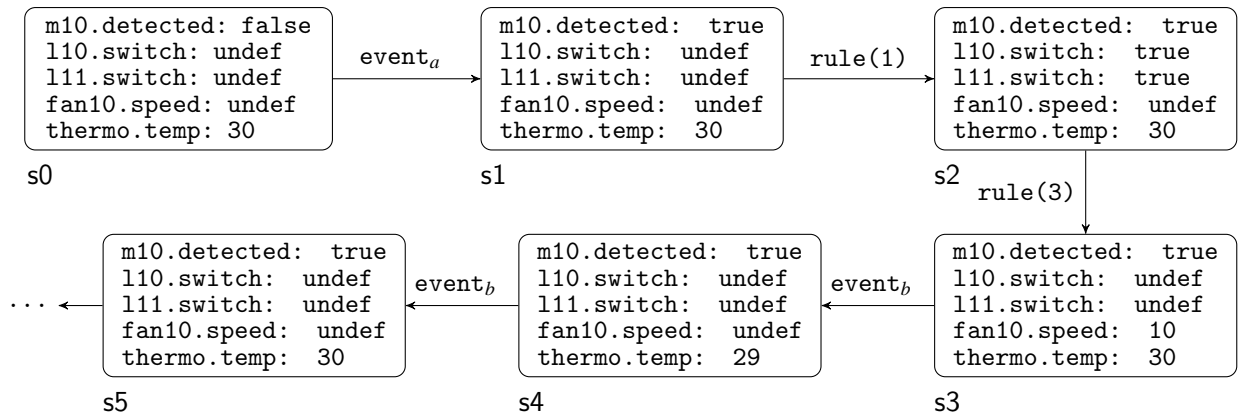 m10.detected: false
l10.switch: undef
l11.switch: undef
fan10.speed: undef
thermo.temp: 30
s0
event_a
m10.detected: true
l10.switch: undef
l11.switch: undef
fan10.speed: undef
thermo.temp: 30
s1
rule(1)
m10.detected: true
l10.switch: true
l11.switch: true
fan10.speed: undef
thermo.temp: 30
s2
rule(3)
m10.detected: true
l10.switch: undef
l11.switch: undef
fan10.speed: 10
thermo.temp: 30
s3
event_b
m10.detected: true
l10.switch: undef
l11.switch: undef
fan10.speed: undef
thermo.temp: 29
s4
event_b
m10.detected: true
l10.switch: undef
l11.switch: undef
fan10.speed: undef
thermo.temp: 30
s5
...